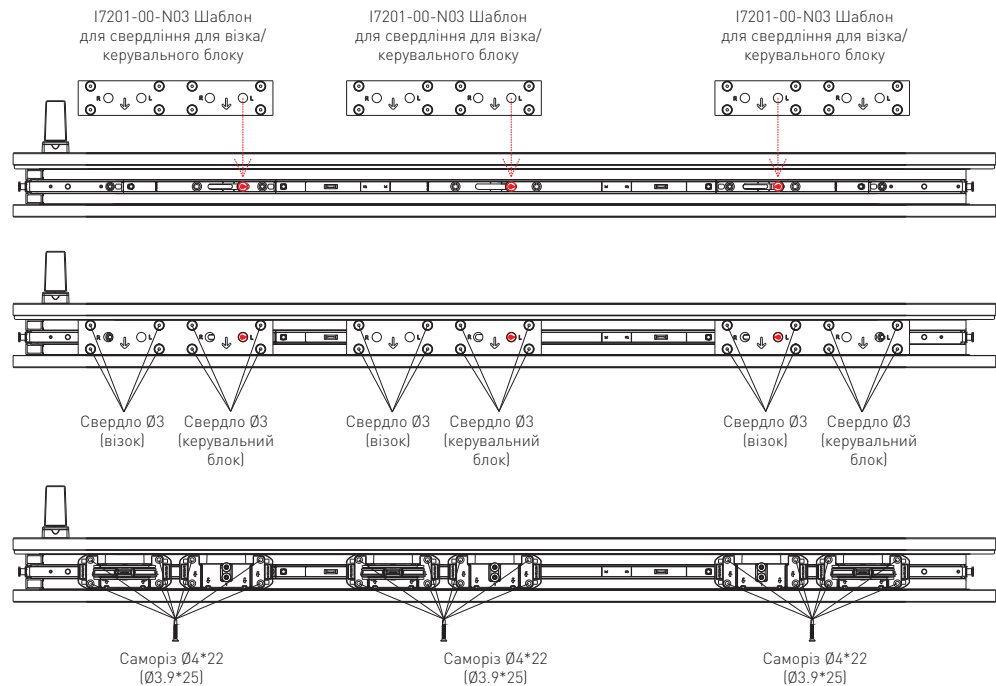 I7201-00-N03 Шаблон
для свердління для візка/
керувального блоку
I7201-00-N03 Шаблон
для свердління для візка/
керувального блоку
I7201-00-N03 Шаблон
для свердління для візка/
керувального блоку
R L R L
R L R L
R L R L
R L R L
R L R L
R L R L
Свердло Ø3
(візок)
Свердло Ø3
(керувальний
блок)
Свердло Ø3
(візок)
Свердло Ø3
(керувальний
блок)
Свердло Ø3
(візок)
Свердло Ø3
(керувальний
блок)
Саморіз Ø4*22
(Ø3.9*25)
Саморіз Ø4*22
(Ø3.9*25)
Саморіз Ø4*22
(Ø3.9*25)